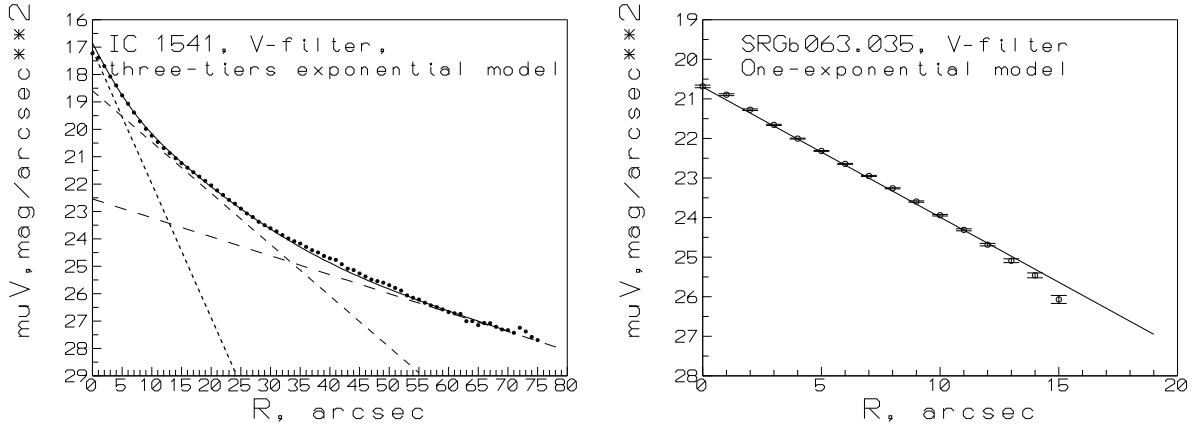 IC 1541, V-filter,
three-tiers exponential model
muV,mag/arcsec**2
16
17
18
19
20
21
22
23
24
25
26
27
28
29
0 5 10 15 20 25 30 35 40 45 50 55 60 65 70 75 80
R, arcsec
SRGb063.035, V-filter
One-exponential model
muV,mag/arcsec**2
19
20
21
22
23
24
25
26
27
28
0 5 10 15 20
R, arcsec